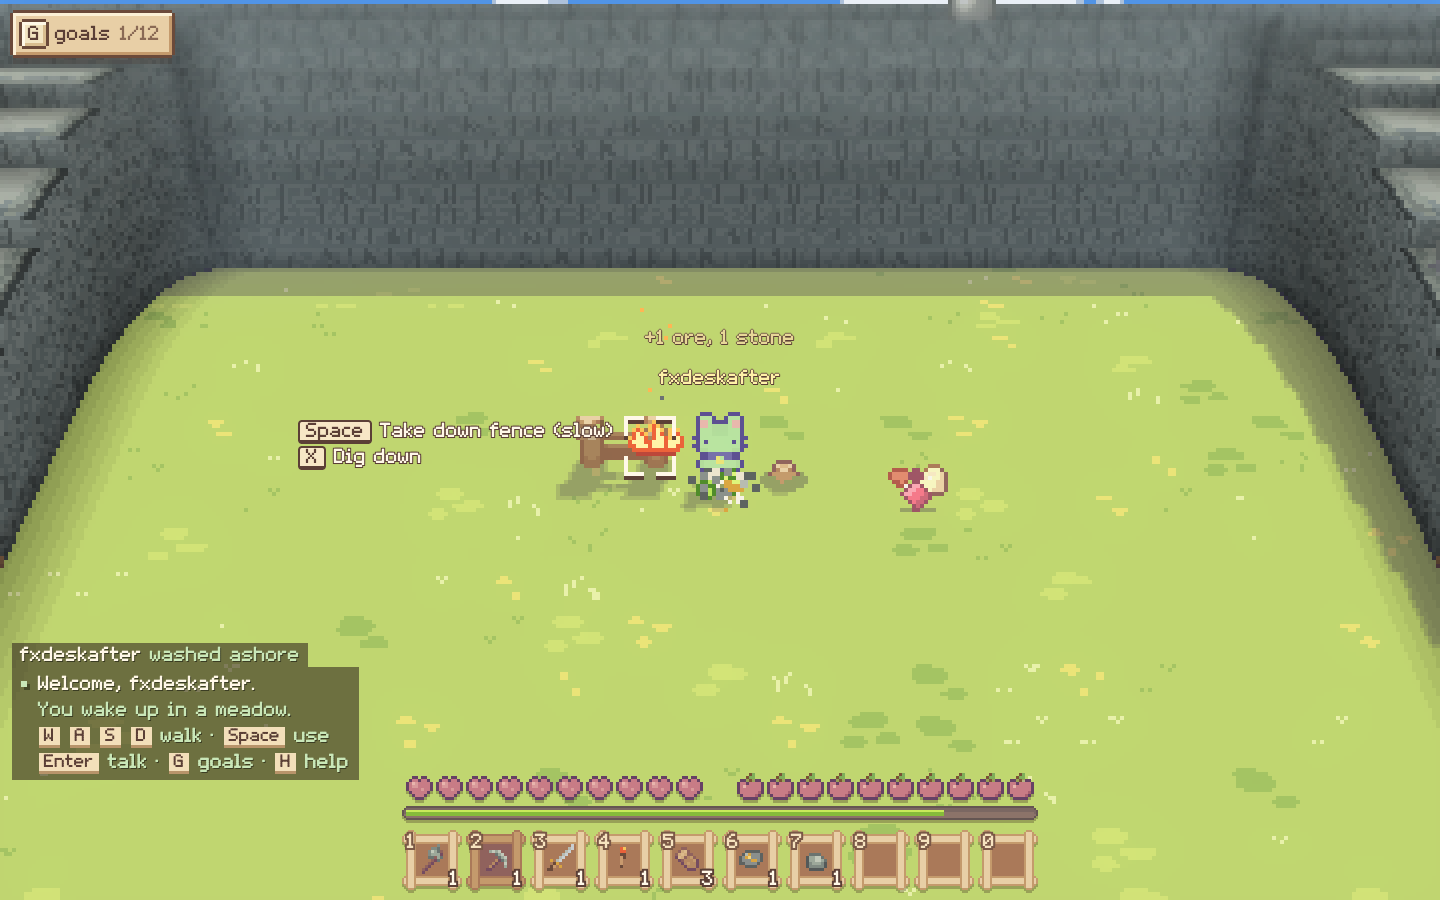 G goals 1/12
+1 ore, 1 stone
fxdeskafter
Space Take down fence (slow)
X Dig down
fxdeskafter washed ashore
Welcome, fxdeskafter.
You wake up in a meadow.
W A S D walk · Space use
Enter talk · G goals · H help
1 2 3 4 5 6 7 8 9 0
1 1 1 1 3 1 1